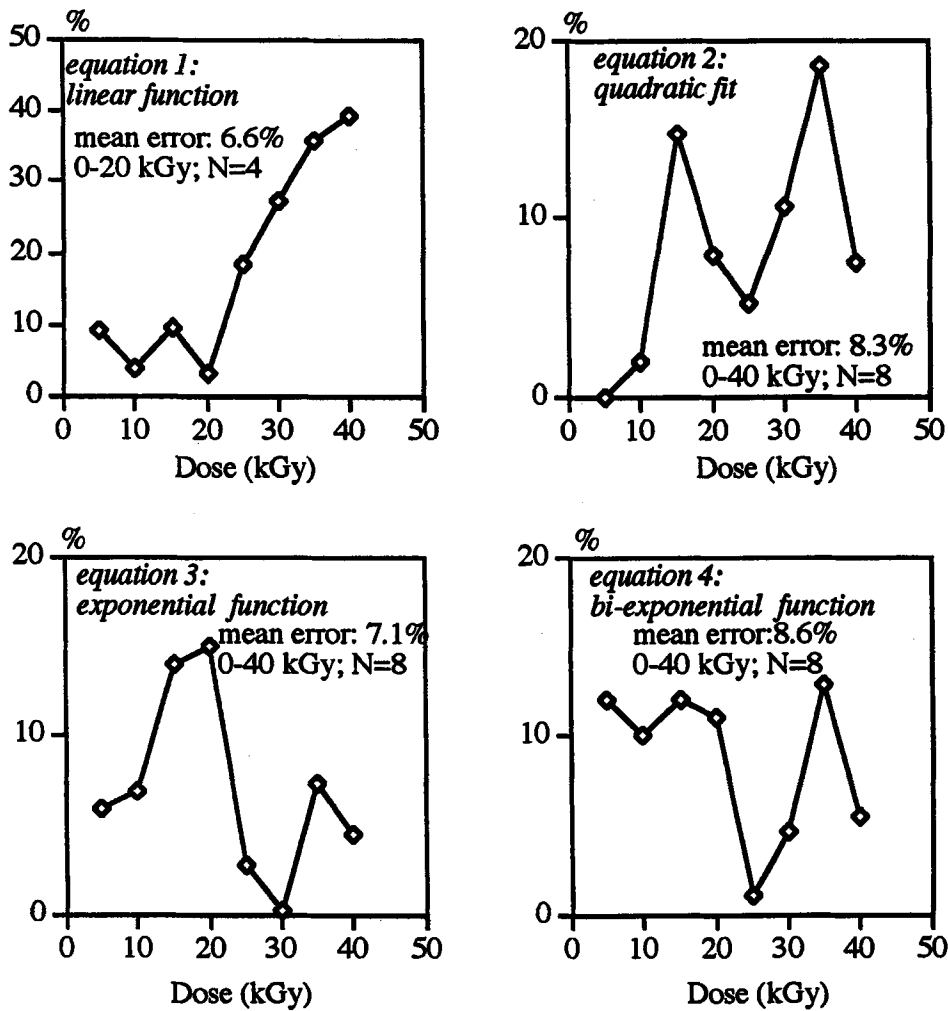 %
50
40
30
20
10
0
equation 1:
linear function
mean error: 6.6%
0-20 kGy; N=4
0 10 20 30 40 50
Dose (kGy)
%
20
10
0
equation 2:
quadratic fit
mean error: 8.3%
0-40 kGy; N=8
0 10 20 30 40 50
Dose (kGy)
%
20
10
0
equation 3:
exponential function
mean error: 7.1%
0-40 kGy; N=8
0 10 20 30 40 50
Dose (kGy)
%
20
10
0
equation 4:
bi-exponential function
mean error:8.6%
0-40 kGy; N=8
0 10 20 30 40 50
Dose (kGy)